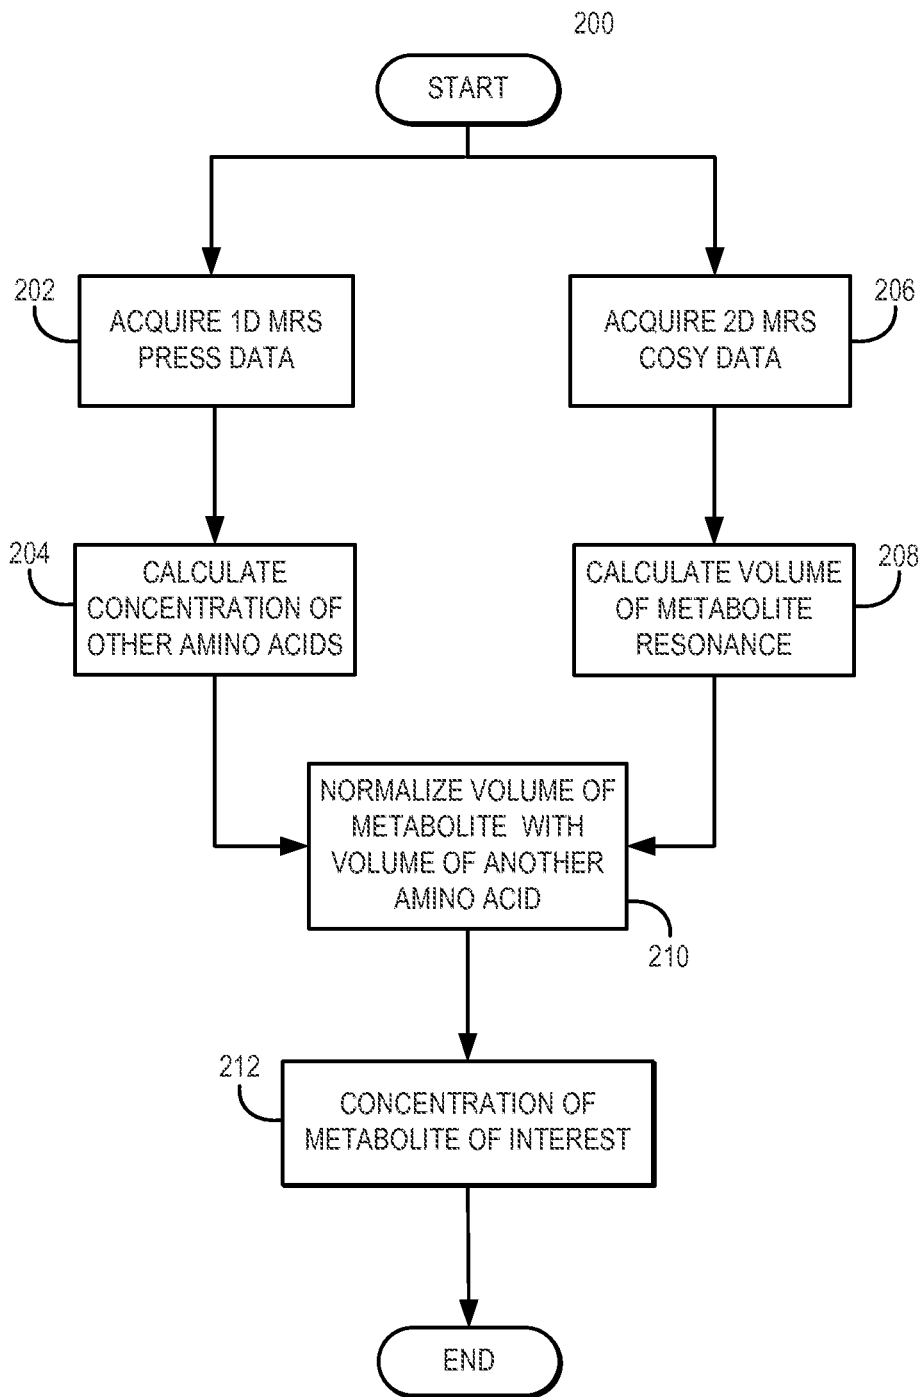 200
START
202
ACQUIRE 1D MRS
PRESS DATA
206
ACQUIRE 2D MRS
COSY DATA
204
CALCULATE
CONCENTRATION OF
OTHER AMINO ACIDS
208
CALCULATE VOLUME
OF METABOLITE
RESONANCE
NORMALIZE VOLUME OF
METABOLITE WITH
VOLUME OF ANOTHER
AMINO ACID
210
212
CONCENTRATION OF
METABOLITE OF INTEREST
END